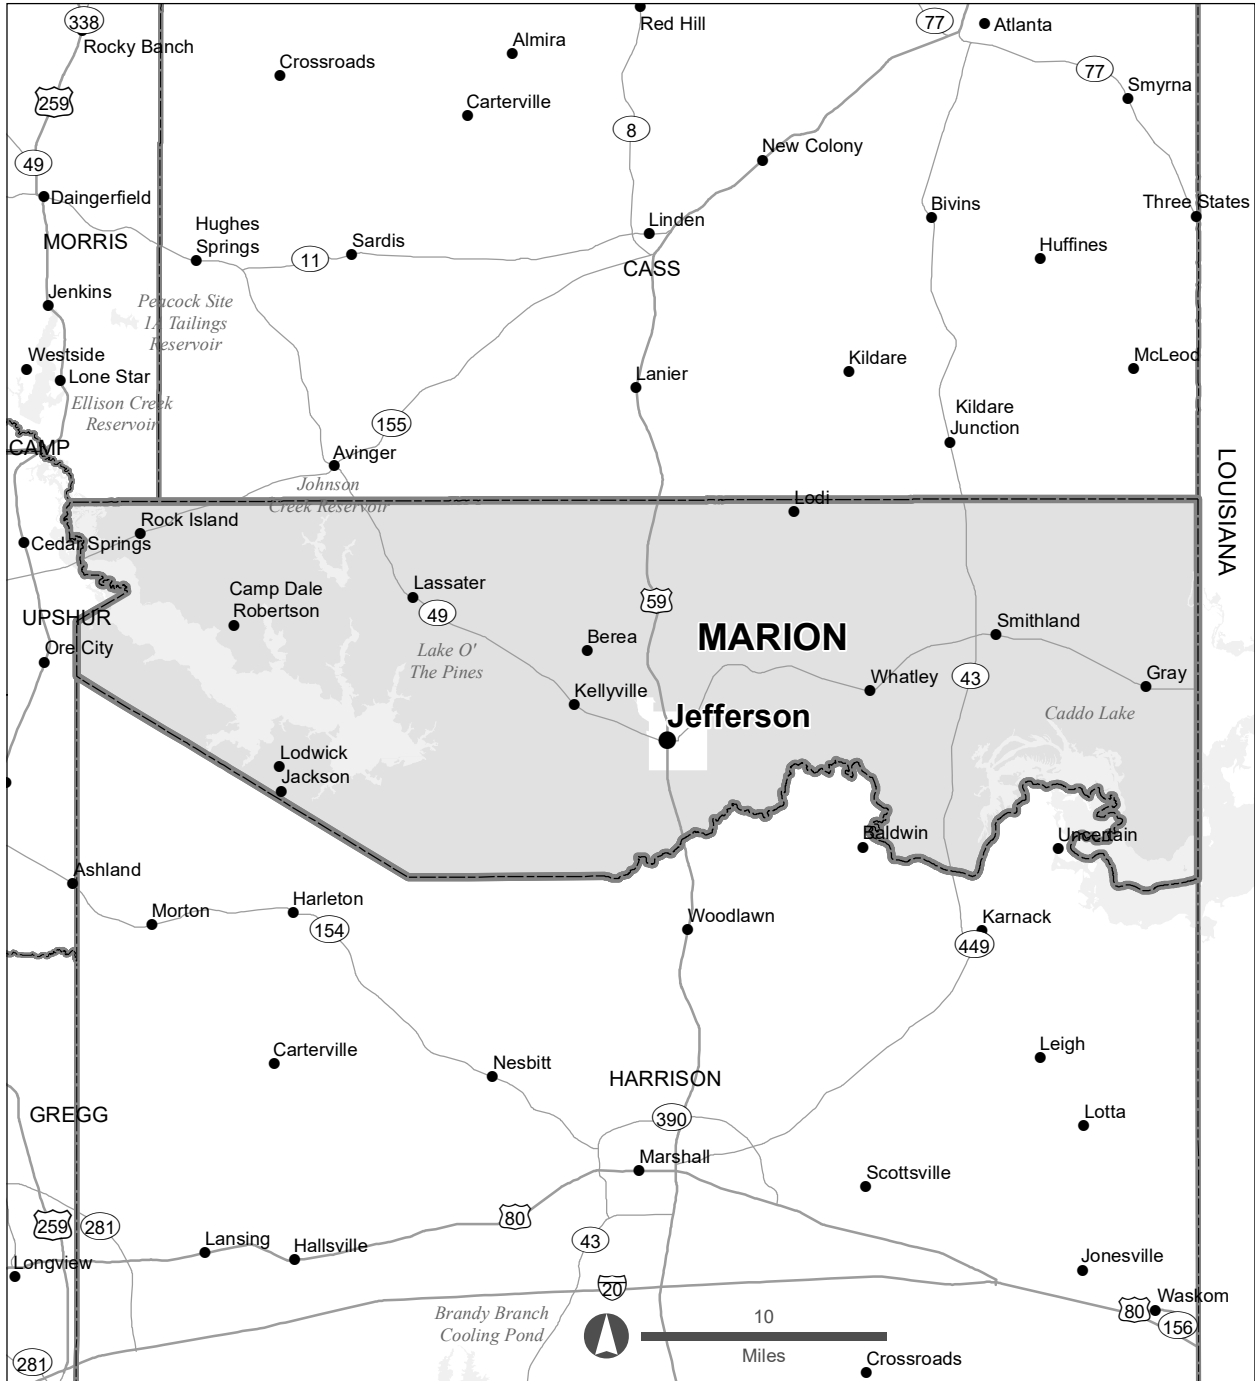 338
Rocky Banch
Red Hill
77
Atlanta
Almira
Crossroads
77
Smyrna
259
Carterville
8
New Colony
49
Daingerfield
Bivins
Three States
Linden
Hughes
Springs
Sardis
MORRIS
Huffines
11
CASS
Jenkins
Peacock Site
1A Tailings
Reservoir
Westside
Lone Star
Kildare
McLeod
Lanier
Ellison Creek
Reservoir
Kildare
Junction
155
CAMP
Avinger
LOUISIANA
Johnson
Creek Reservoir
Lodi
Rock Island
Cedar Springs
Camp Dale
Robertson
Lassater
49
59
UPSHUR
Ore City
Berea
MARION
Smithland
Lake O'
The Pines
Whatley
43
Gray
Kellyville
Jefferson
Caddo Lake
Lodwick
Jackson
Baldwin
Uncertain
Ashland
Morton
Harleton
154
Woodlawn
Karnack
449
Carterville
Nesbitt
Leigh
HARRISON
GREGG
390
Lotta
Marshall
Scottsville
259
281
80
Lansing
Hallsville
43
Longview
Jonesville
20
Waskom
80
156
Brandy Branch
Cooling Pond
10
Miles
281
Crossroads